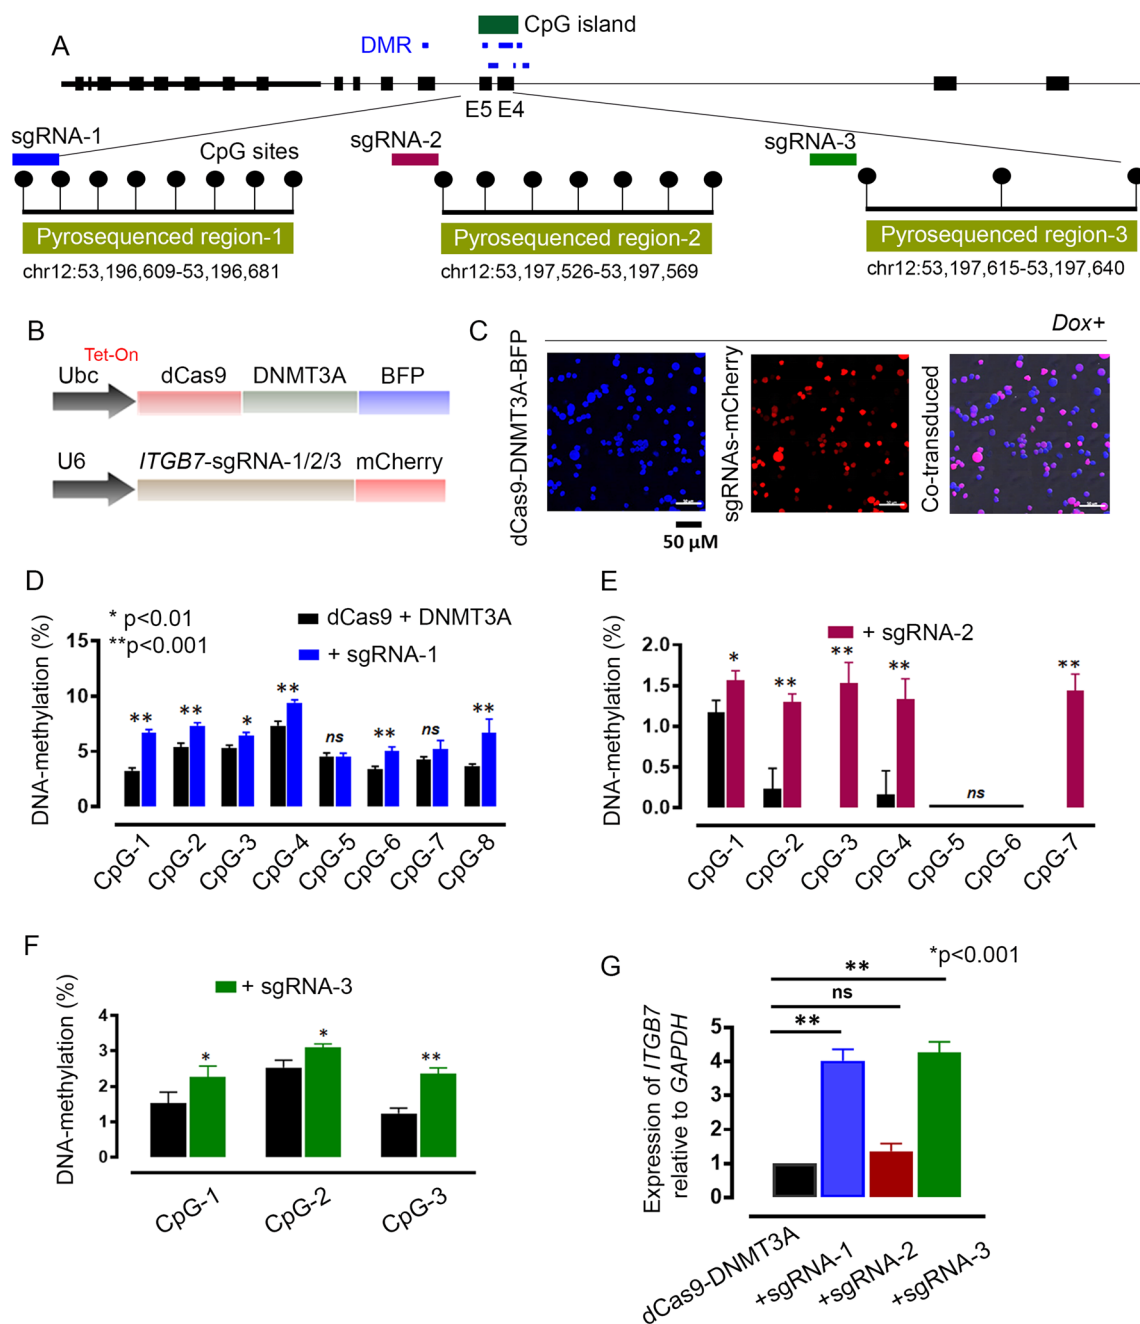 A
CpG island
DMR
E5 E4
sgRNA-1
CpG sites
sgRNA-2
sgRNA-3
Pyrosequenced region-1
Pyrosequenced region-2
Pyrosequenced region-3
chr12:53,196,609-53,196,681
chr12:53,197,526-53,197,569
chr12:53,197,615-53,197,640
B
Tet-On
Ubc
dCas9
DNMT3A
BFP
U6
ITGB7-sgRNA-1/2/3
mCherry
C
Dox+
dCas9-DNMT3A-BFP
sgRNAs-mCherry
Co-transduced
50 µM
D
* p<0.01
**p<0.001
dCas9 + DNMT3A
+ sgRNA-1
DNA-methylation (%)
15
10
5
0
**
**
*
**
ns
**
ns
**
CpG-1
CpG-2
CpG-3
CpG-4
CpG-5
CpG-6
CpG-7
CpG-8
E
+ sgRNA-2
DNA-methylation (%)
2.0
1.5
1.0
0.5
0.0
*
**
**
**
ns
**
CpG-1
CpG-2
CpG-3
CpG-4
CpG-5
CpG-6
CpG-7
F
+ sgRNA-3
DNA-methylation (%)
4
3
2
1
0
*
*
**
CpG-1
CpG-2
CpG-3
G
*p<0.001
**
ns
**
Expression of ITGB7
relative to GAPDH
5
4
3
2
1
0
dCas9-DNMT3A
+sgRNA-1
+sgRNA-2
+sgRNA-3